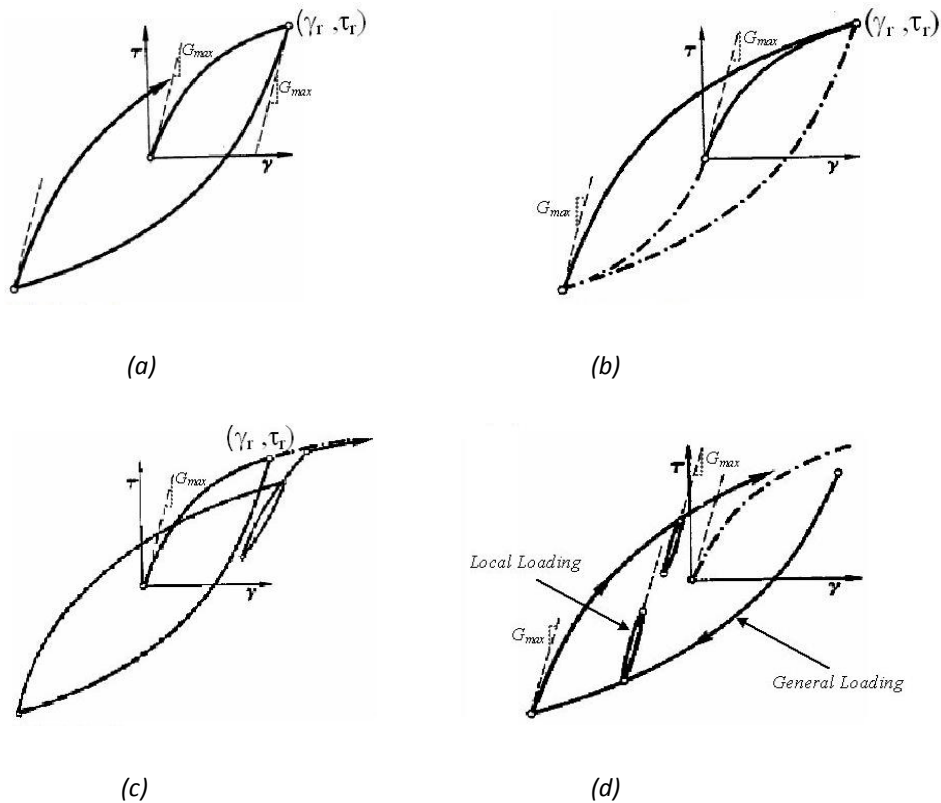 (γr , τr)
τ
Gmax
Gmax
γ
(a)
(γr , τr)
τ
Gmax
γ
Gmax
(b)
(γr , τr)
τ
Gmax
γ
(c)
τ
Gmax
Local Loading
γ
Gmax
General Loading
(d)